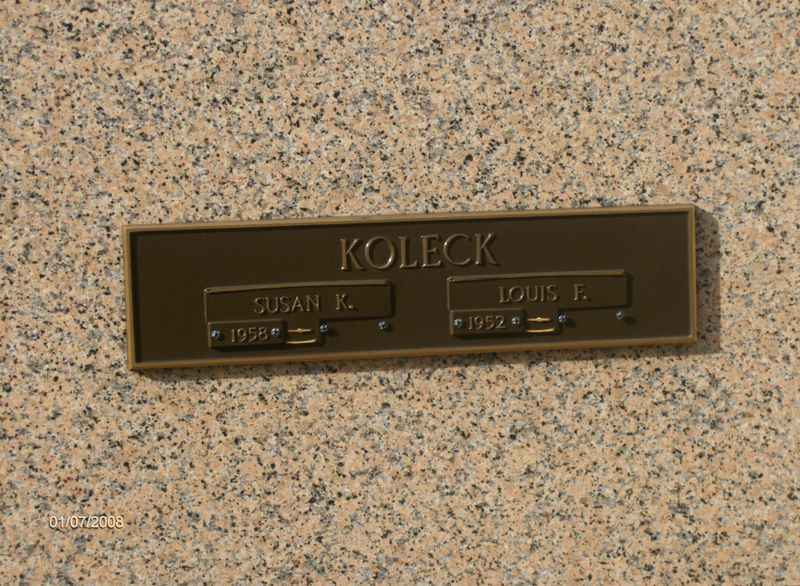 KOLECK
SUSAN K.
1958
LOUIS F.
1952
01/07/2008